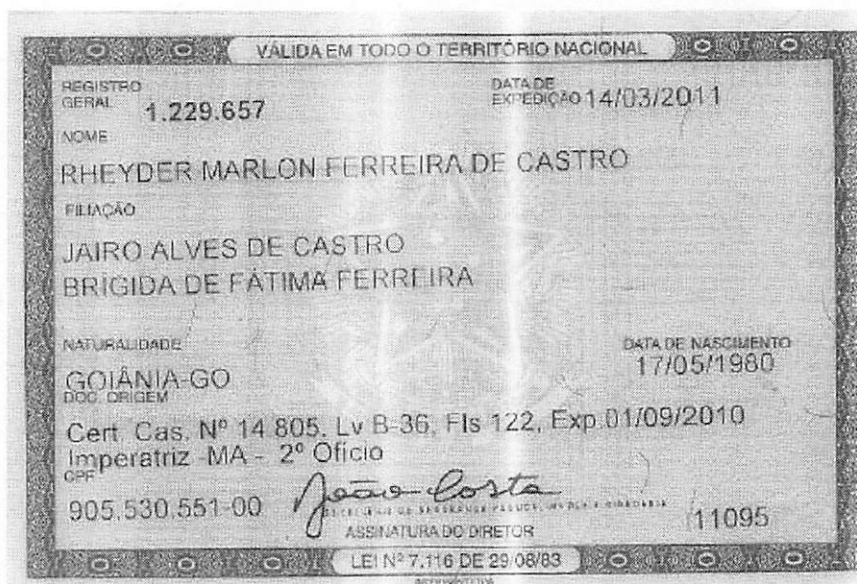 VÁLIDA EM TODO O TERRITÓRIO NACIONAL
REGISTRO GERAL 1.229.657 DATA DE EXPEDIÇÃO 14/03/2011
NOME
RHEYDER MARLON FERREIRA DE CASTRO
FILIAÇÃO
JAIRO ALVES DE CASTRO
BRÍGIDA DE FÁTIMA FERREIRA
NATURALIDADE DATA DE NASCIMENTO
GOIÂNIA-GO 17/05/1980
DOC. ORIGEM
Cert. Cas. Nº 14.805, Lv B-36, Fls 122, Exp.01/09/2010
Imperatriz -MA - 2º Ofício
CPF
905.530.551-00 João Costa
ASSINATURA DO DIRETOR 11095
LEI Nº 7.116 DE 29/08/83